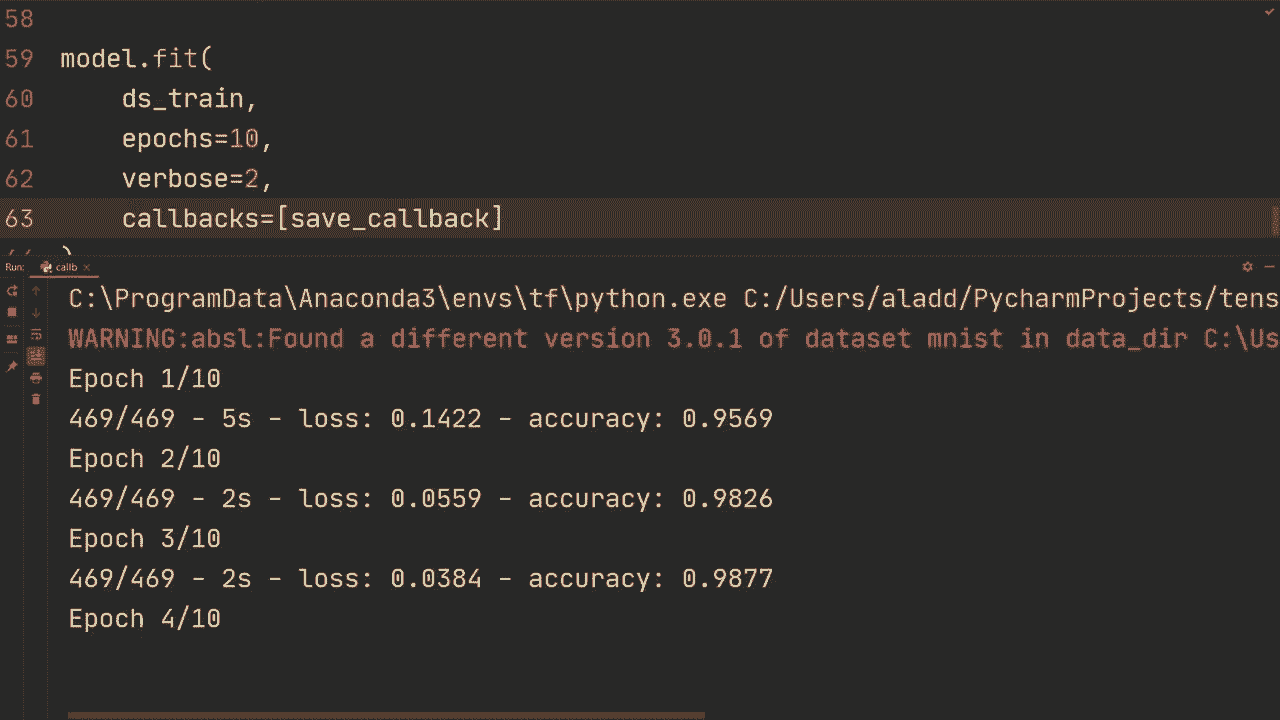 58
59 model.fit(
60 ds_train,
61 epochs=10,
62 verbose=2,
63 callbacks=[save_callback]
)
Run: callb ×
C:\ProgramData\Anaconda3\envs\tf\python.exe C:/Users/aladd/PycharmProjects/tens
WARNING:absl:Found a different version 3.0.1 of dataset mnist in data_dir C:\Us
Epoch 1/10
469/469 - 5s - loss: 0.1422 - accuracy: 0.9569
Epoch 2/10
469/469 - 2s - loss: 0.0559 - accuracy: 0.9826
Epoch 3/10
469/469 - 2s - loss: 0.0384 - accuracy: 0.9877
Epoch 4/10